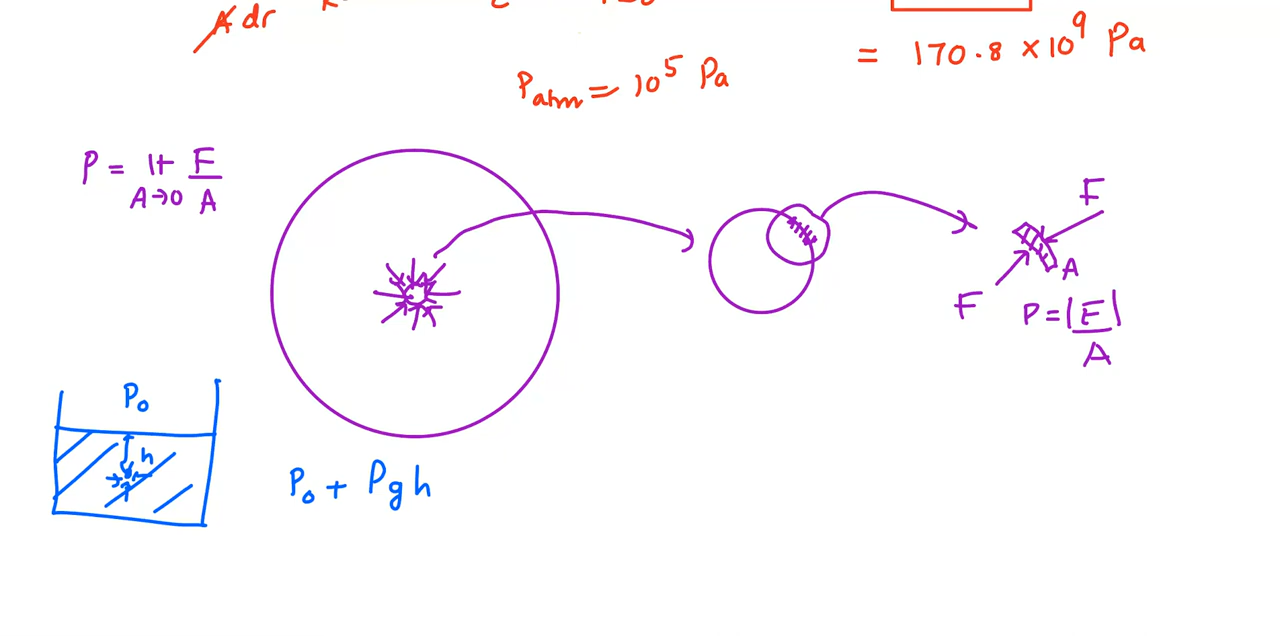 A dr
= 170.8 × 10⁹ Pa
Patm = 10⁵ Pa
P = lt F/A
A→0
F
A
F
P = |F|/A
P₀
h
P₀ + ρgh